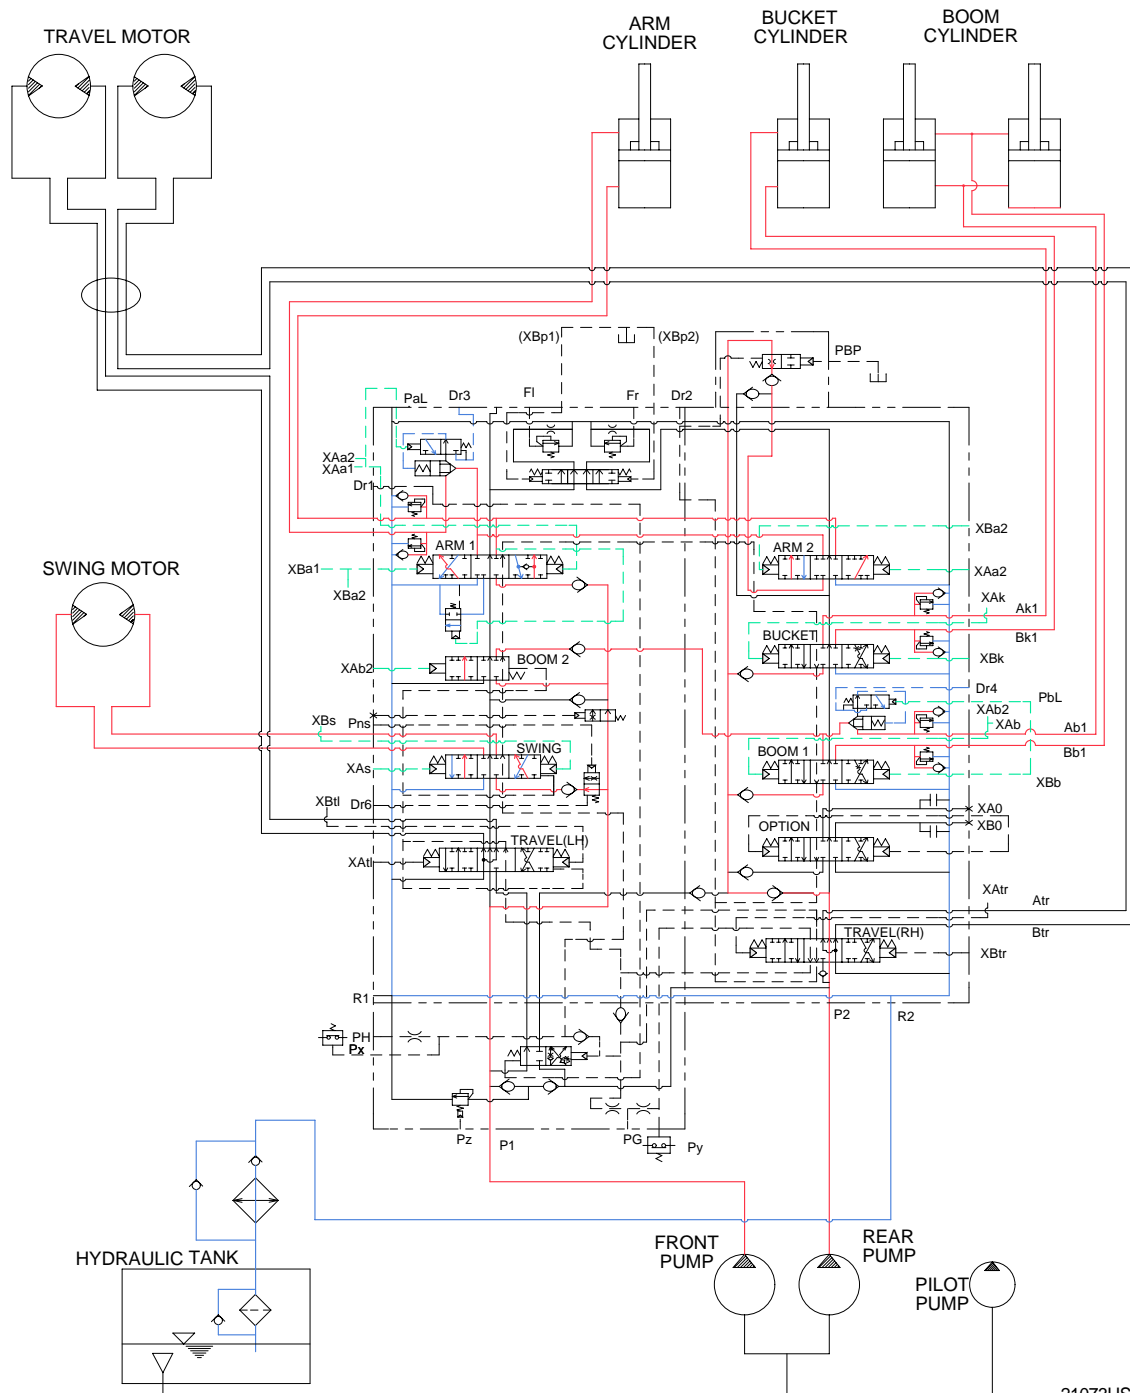 TRAVEL MOTOR
ARM
CYLINDER
BUCKET
CYLINDER
BOOM
CYLINDER
(XBp1)
(XBp2)
PBP
PaL
Dr3
Fl
Fr
Dr2
XAa2
XAa1
Dr1
ARM 1
ARM 2
XBa2
XBa1
XBa2
XAa2
SWING MOTOR
XAk
Ak1
BUCKET
Bk1
XBk
XAb2
BOOM 2
Dr4
PbL
XAb2
XAb
Ab1
XBs
Pns
SWING
BOOM 1
Bb1
XAs
XBb
XBtl
Dr6
XA0
XB0
TRAVEL(LH)
OPTION
XAtl
XAtr
Atr
TRAVEL(RH)
Btr
XBtr
R1
P2
R2
PH
Px
Pz
P1
PG
Py
HYDRAULIC TANK
FRONT
PUMP
REAR
PUMP
PILOT
PUMP